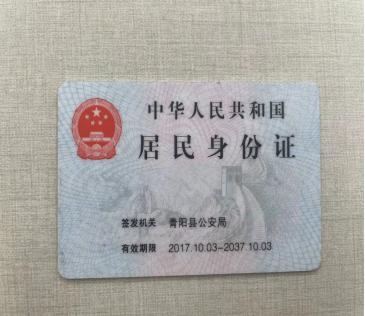 中华人民共和国
居民身份证
签发机关 青阳县公安局
有效期限 2017.10.03-2037.10.03